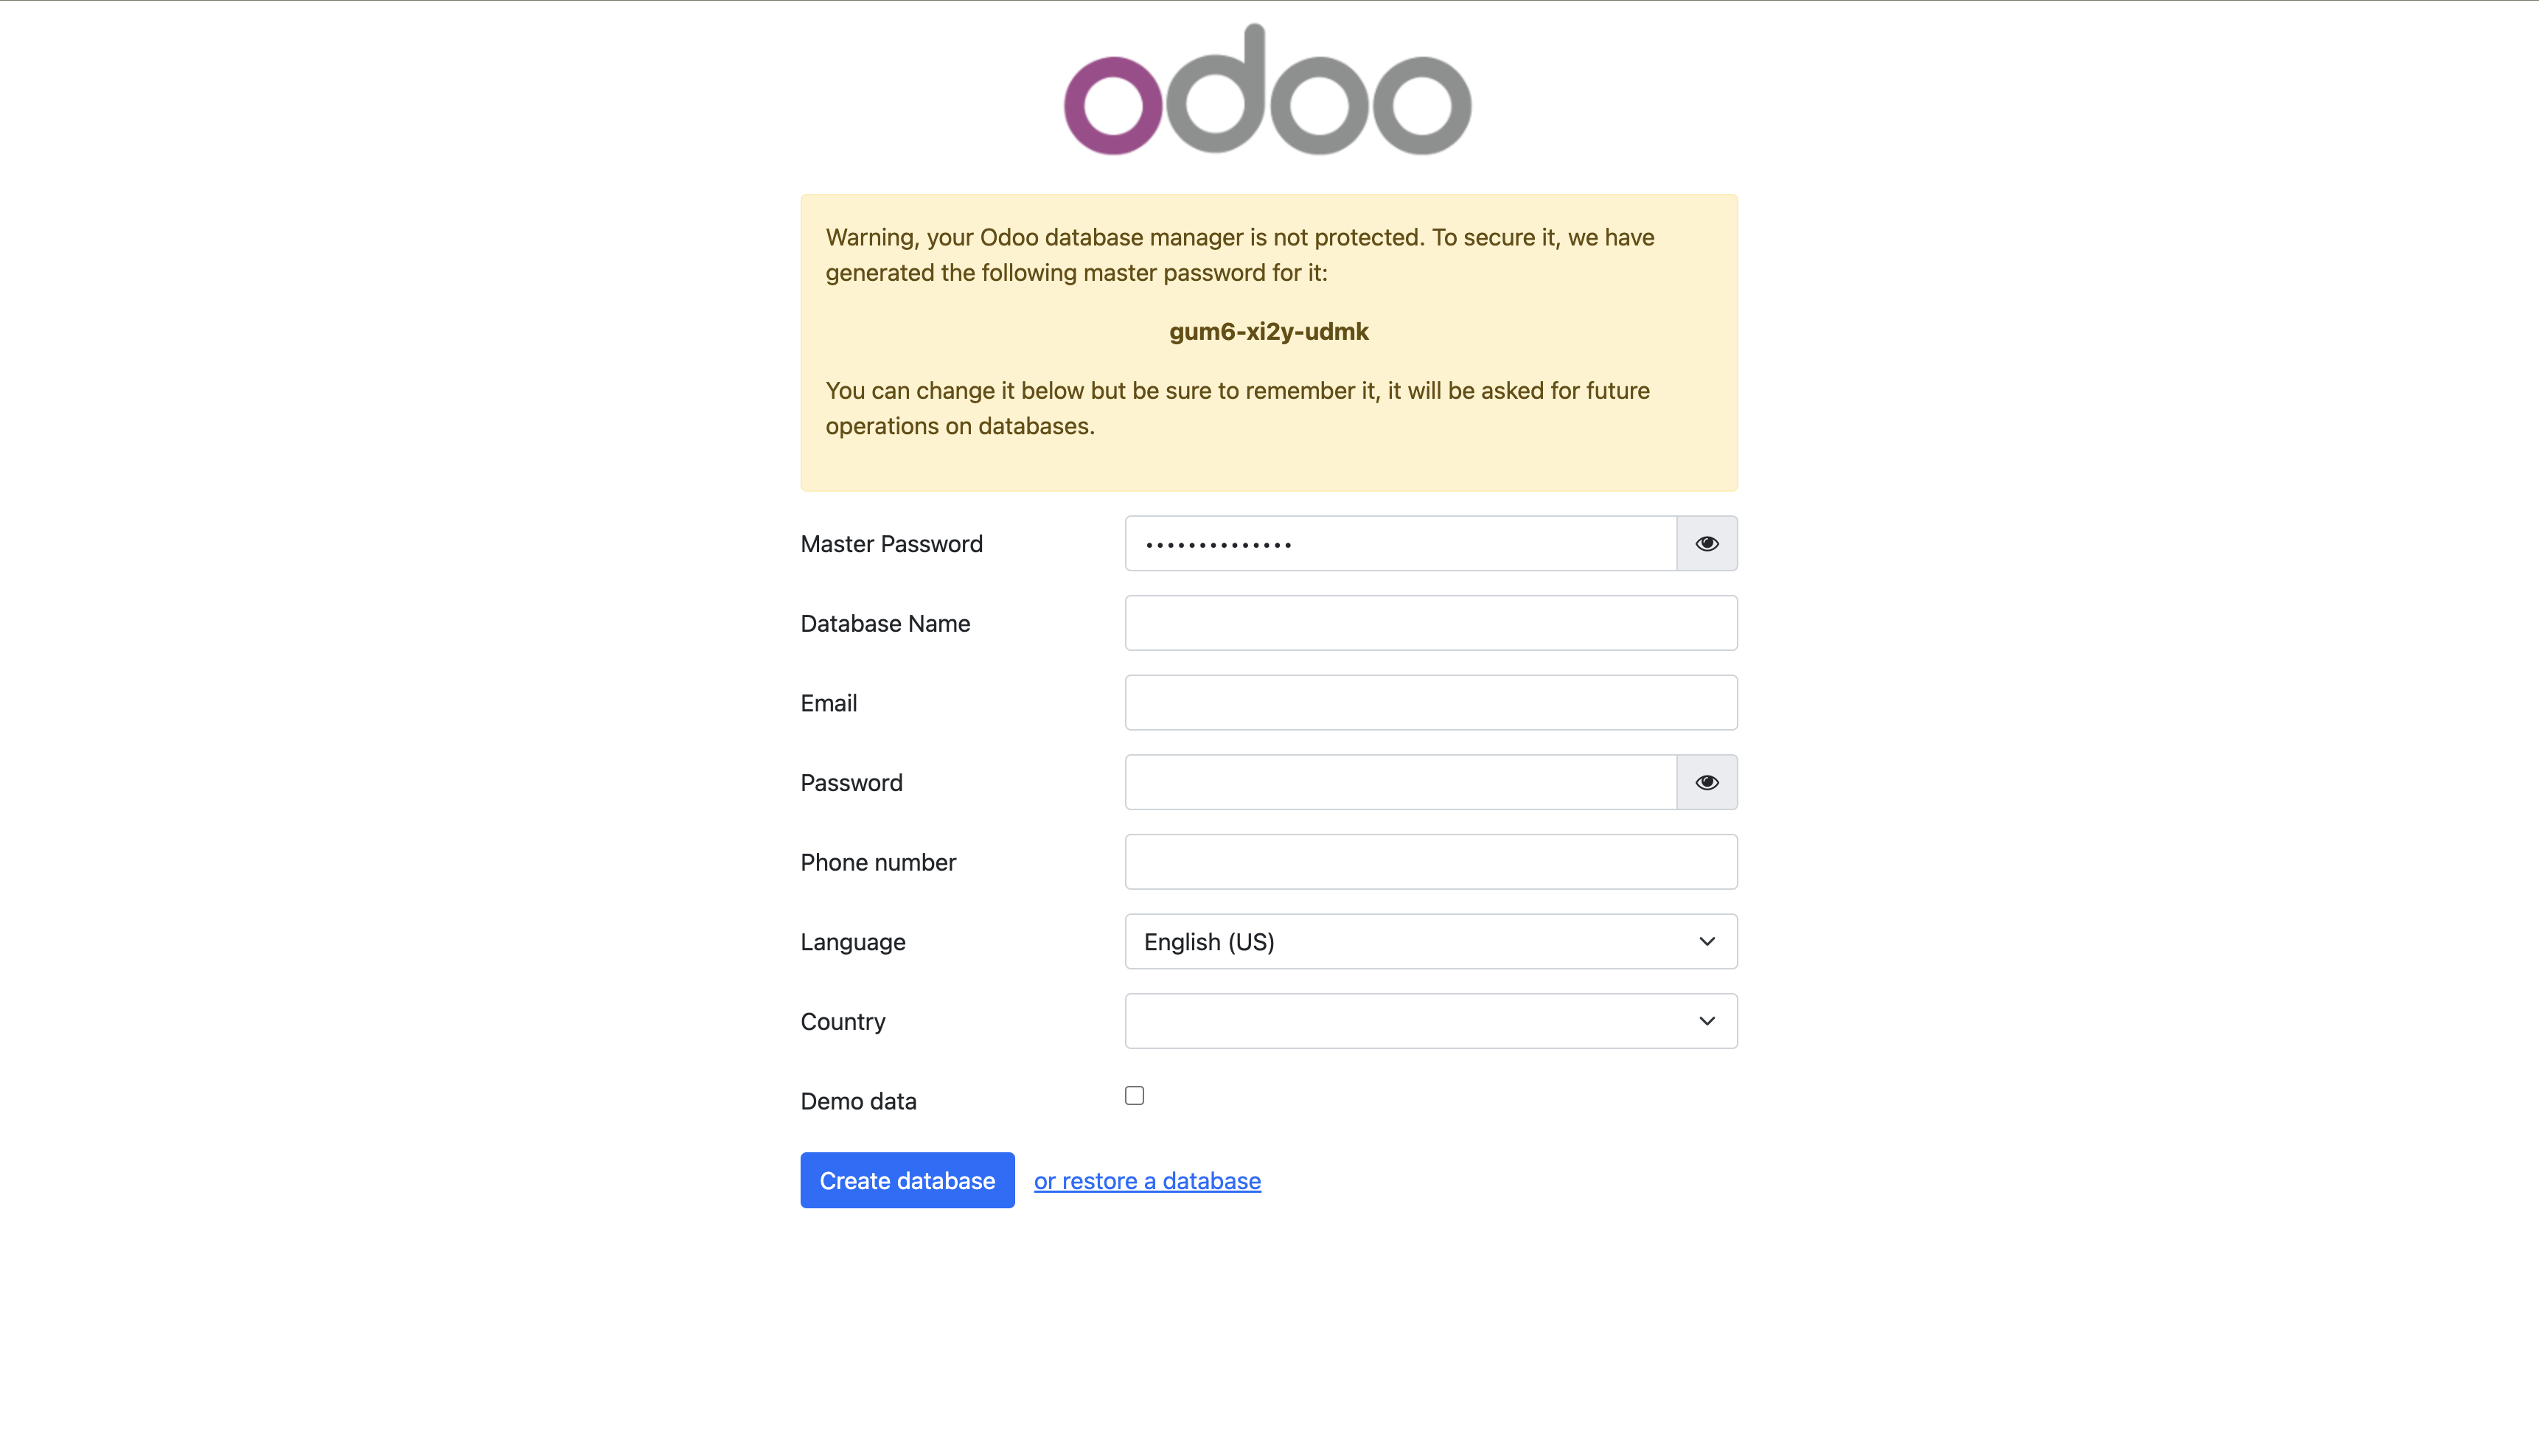 odoo
Warning, your Odoo database manager is not protected. To secure it, we have
generated the following master password for it:
gum6-xi2y-udmk
You can change it below but be sure to remember it, it will be asked for future
operations on databases.
Master Password ••••••••••••••
Database Name
Email
Password
Phone number
Language English (US)
Country
Demo data
Create database or restore a database